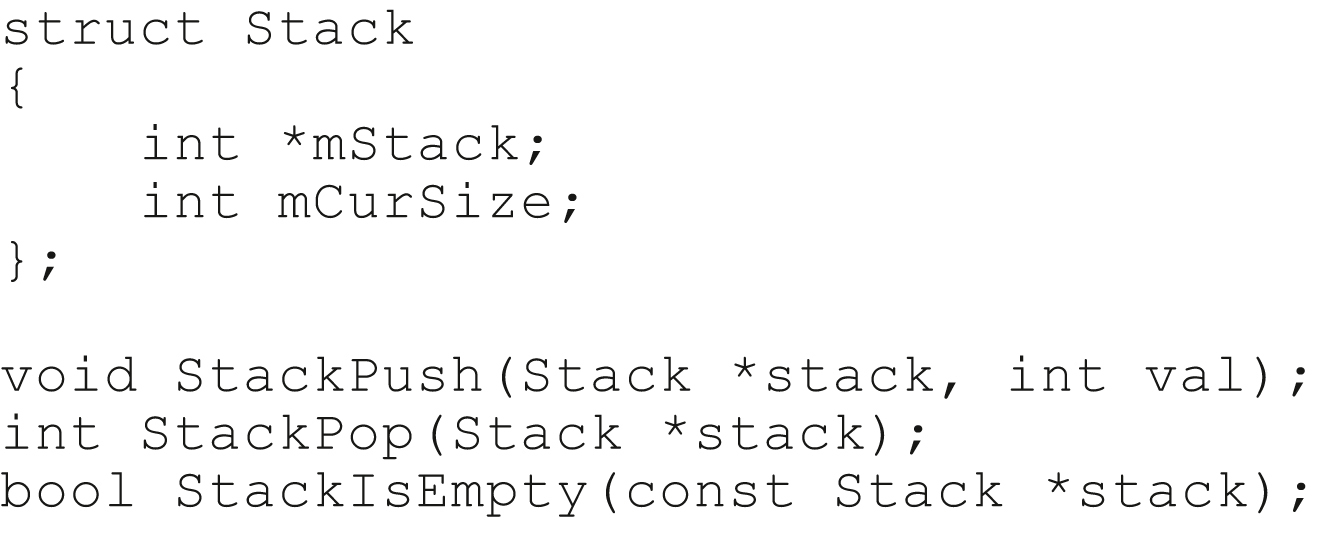 struct Stack
{
    int *mStack;
    int mCurSize;
};

void StackPush(Stack *stack, int val);
int StackPop(Stack *stack);
bool StackIsEmpty(const Stack *stack);